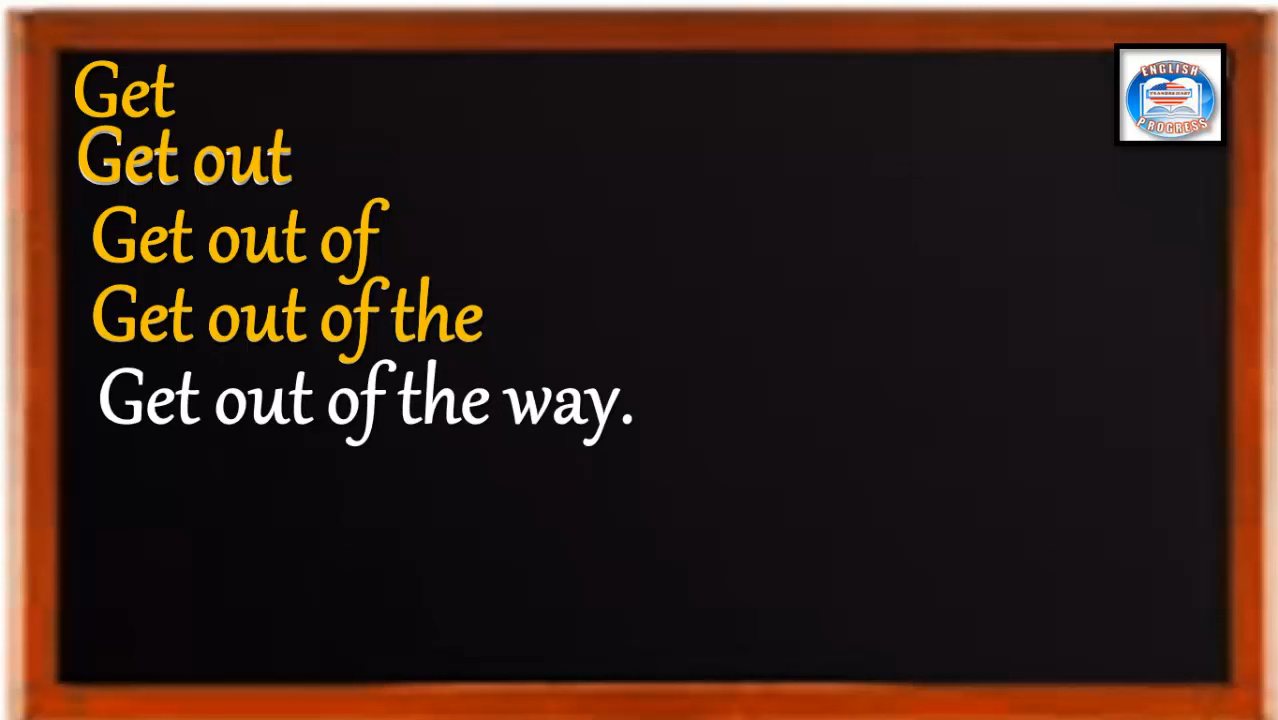 Get
Get out
Get out of
Get out of the
Get out of the way.
ENGLISH
PROGRESS